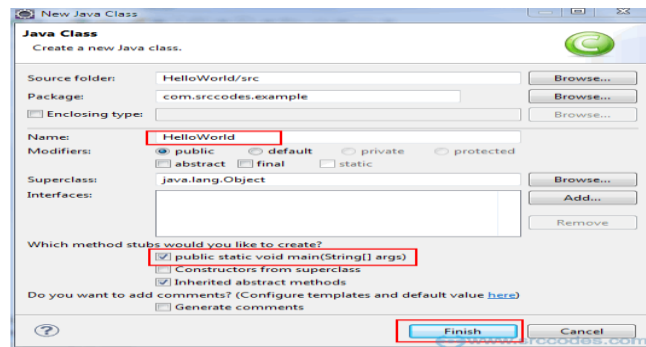 New Java Class
Java Class
Create a new Java class.
Source folder: HelloWorld/src Browse...
Package: com.srccodes.example Browse...
Enclosing type: Browse...
Name: HelloWorld
Modifiers: public default private protected
abstract final static
Superclass: java.lang.Object Browse...
Interfaces: Add...
Remove
Which method stubs would you like to create?
public static void main(String[] args)
Constructors from superclass
Inherited abstract methods
Do you want to add comments? (Configure templates and default value here)
Generate comments
? Finish Cancel
www.srccodes.com